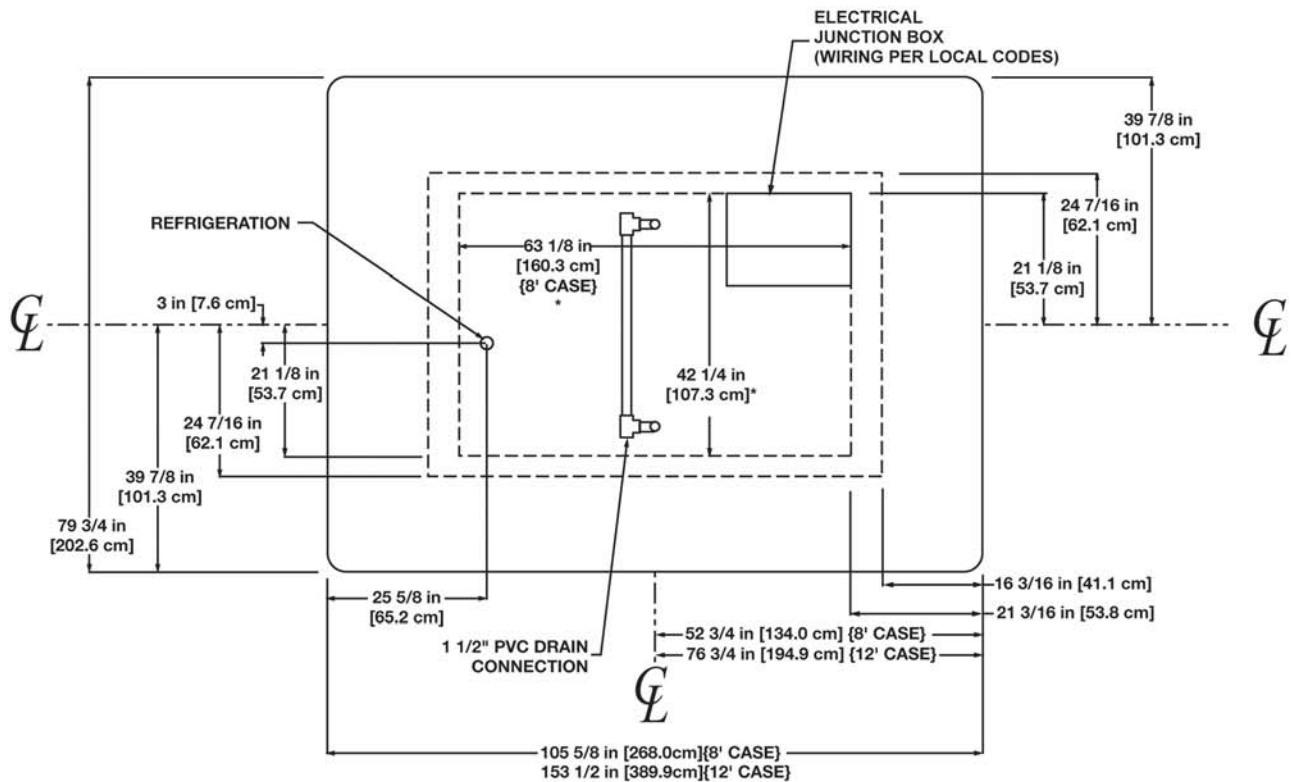 ELECTRICAL
JUNCTION BOX
(WIRING PER LOCAL CODES)
39 7/8 in
[101.3 cm]
24 7/16 in
[62.1 cm]
REFRIGERATION
63 1/8 in
[160.3 cm]
{8' CASE}
*
21 1/8 in
[53.7 cm]
3 in [7.6 cm]
CL
CL
21 1/8 in
[53.7 cm]
42 1/4 in
[107.3 cm]*
24 7/16 in
[62.1 cm]
39 7/8 in
[101.3 cm]
79 3/4 in
[202.6 cm]
16 3/16 in [41.1 cm]
25 5/8 in
[65.2 cm]
21 3/16 in [53.8 cm]
52 3/4 in [134.0 cm] {8' CASE}
1 1/2" PVC DRAIN
CONNECTION
76 3/4 in [194.9 cm] {12' CASE}
CL
105 5/8 in [268.0cm]{8' CASE}
153 1/2 in [389.9cm]{12' CASE}